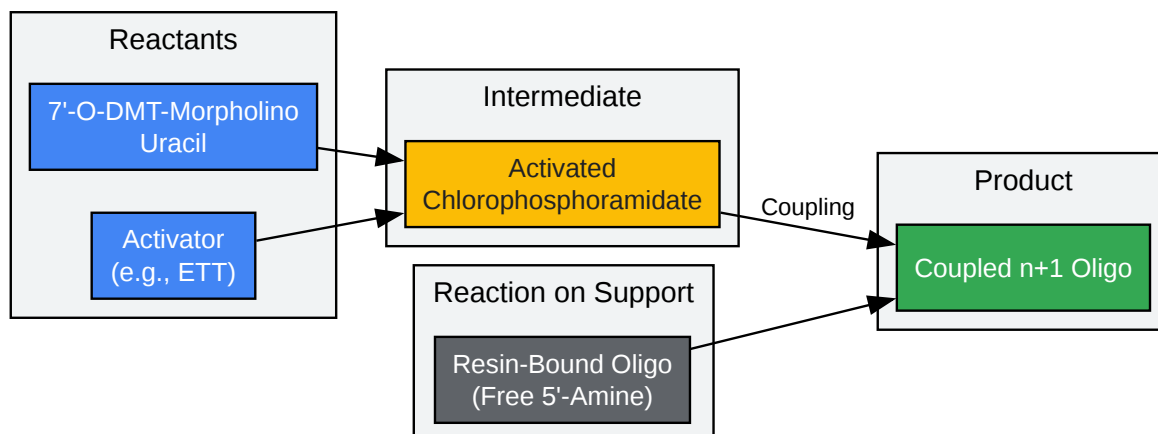 Reactants
7'-O-DMT-Morpholino
Uracil
Activator
(e.g., ETT)
Intermediate
Activated
Chlorophosphoramidate
Coupling
Reaction on Support
Resin-Bound Oligo
(Free 5'-Amine)
Product
Coupled n+1 Oligo